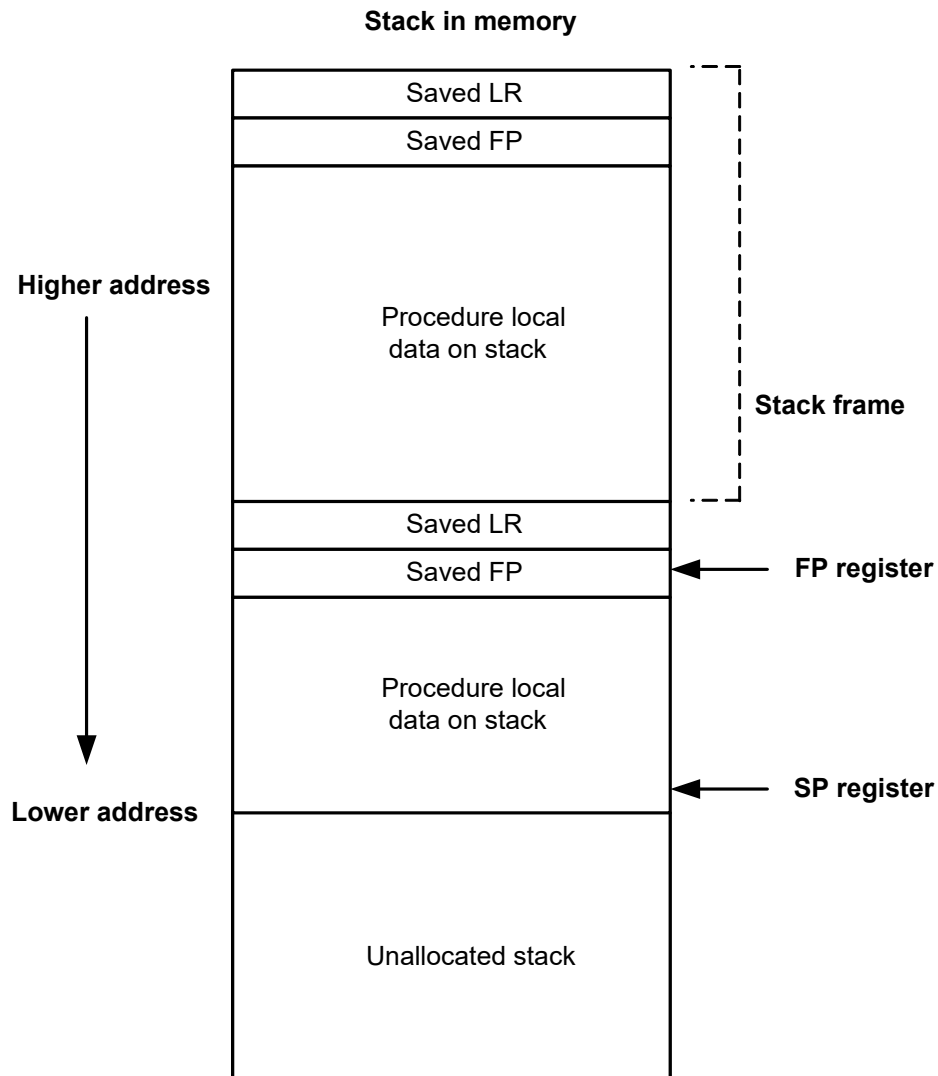 Stack in memory
Saved LR
Saved FP
Higher address
Procedure local
data on stack
Stack frame
Saved LR
Saved FP
FP register
Procedure local
data on stack
SP register
Lower address
Unallocated stack